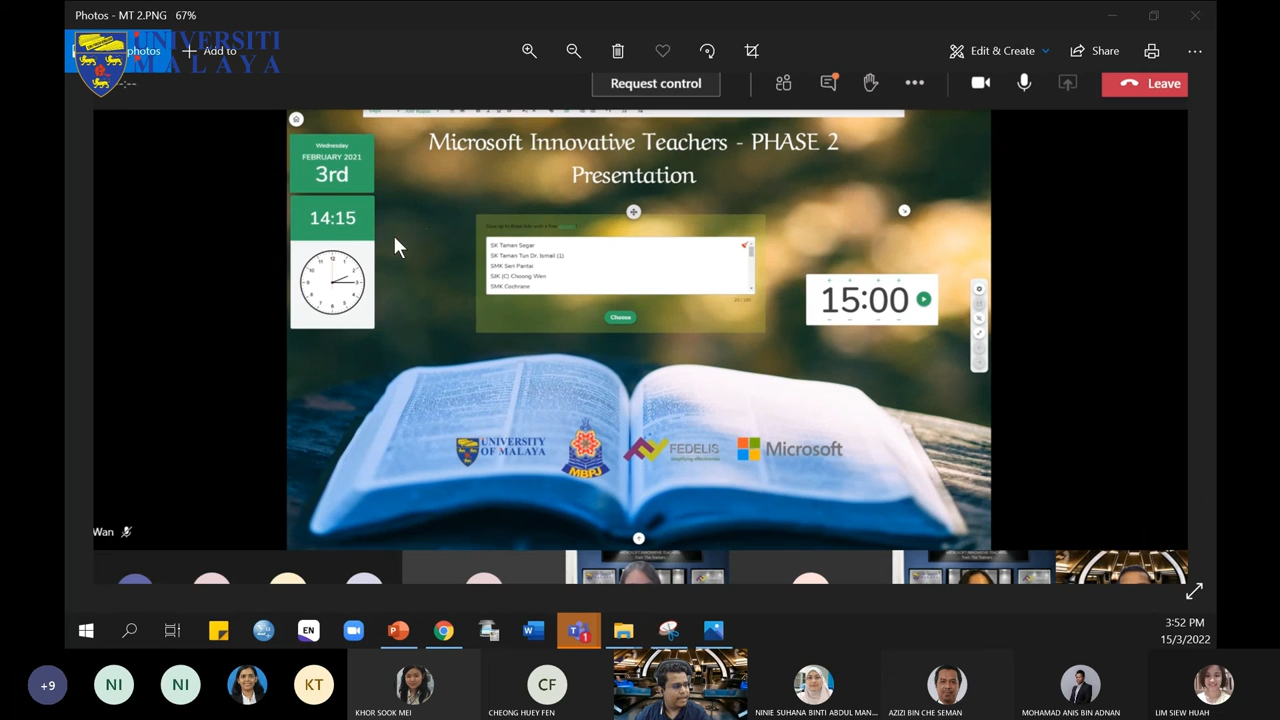 Photos - MT 2.PNG 67%
UNIVERSITI
MALAYA
photos
Add to
Edit & Create
Share
Request control
Leave
Microsoft Innovative Teachers - PHASE 2
Presentation
Wednesday
FEBRUARY 2021
3rd
14:15
SK Taman Segar
SK Taman Tun Dr. Ismail (1)
SMK Seri Pantai
SJK (C) Choong Wen
SMK Cochrane
Choose
15:00
UNIVERSITY
OF MALAYA
MBPJ
FEDELIS
Microsoft
Wan
EN
1
3:52 PM
15/3/2022
+9
NI
NI
KT
CF
KHOR SOOK MEI
CHEONG HUEY FEN
NINIE SUHANA BINTI ABDUL MAN...
AZIZI BIN CHE SEMAN
MOHAMAD ANIS BIN ADNAN
LIM SIEW HUAH